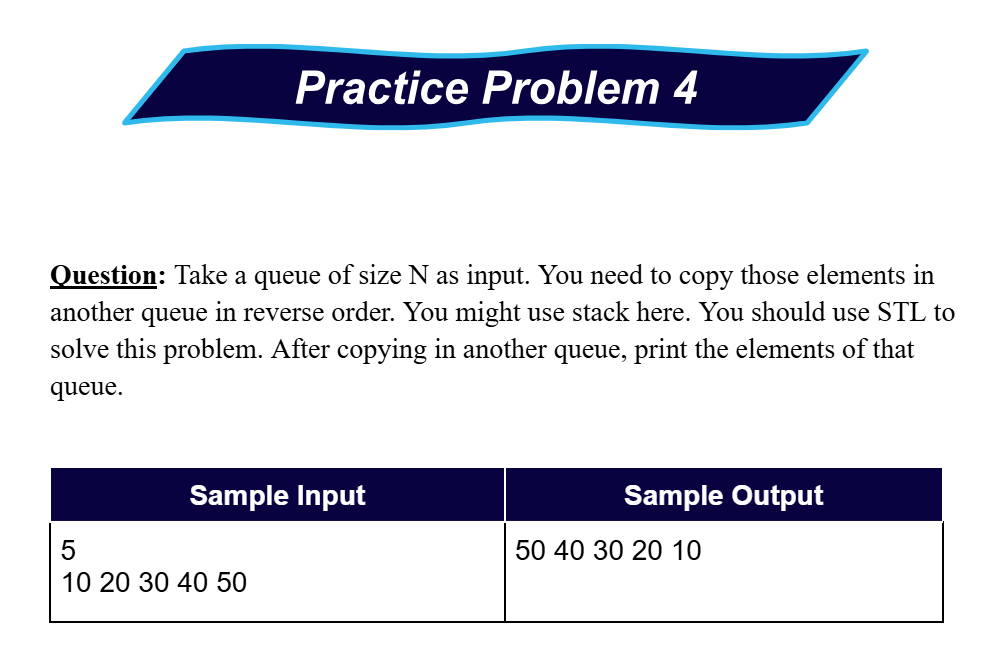 Practice Problem 4
Question: Take a queue of size N as input. You need to copy those elements in
another queue in reverse order. You might use stack here. You should use STL to
solve this problem. After copying in another queue, print the elements of that
queue.
Sample Input
Sample Output
5
10 20 30 40 50
50 40 30 20 10